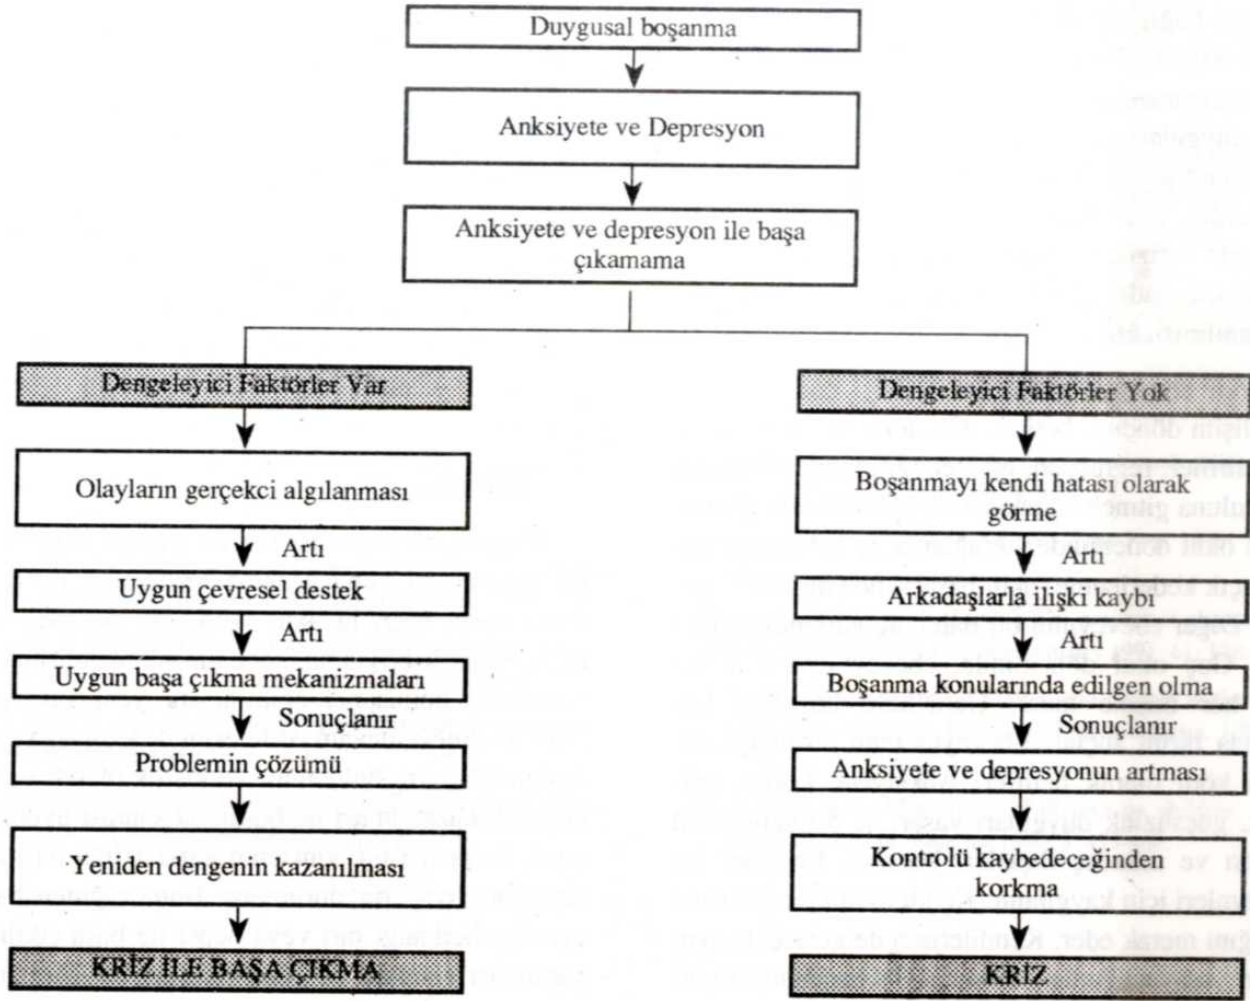 Duygusal boşanma
Anksiyete ve Depresyon
Anksiyete ve depresyon ile başa
çıkamama
Dengeleyici Faktörler Var
Olayların gerçekci algılanması
Artı
Uygun çevresel destek
Artı
Uygun başa çıkma mekanizmaları
Sonuçlanır
Problemin çözümü
Yeniden dengenin kazanılması
KRİZ İLE BAŞA ÇIKMA
Dengeleyici Faktörler Yok
Boşanmayı kendi hatası olarak
görme
Artı
Arkadaşlarla ilişki kaybı
Artı
Boşanma konularında edilgen olma
Sonuçlanır
Anksiyete ve depresyonun artması
Kontrolü kaybedeceğinden
korkma
KRİZ